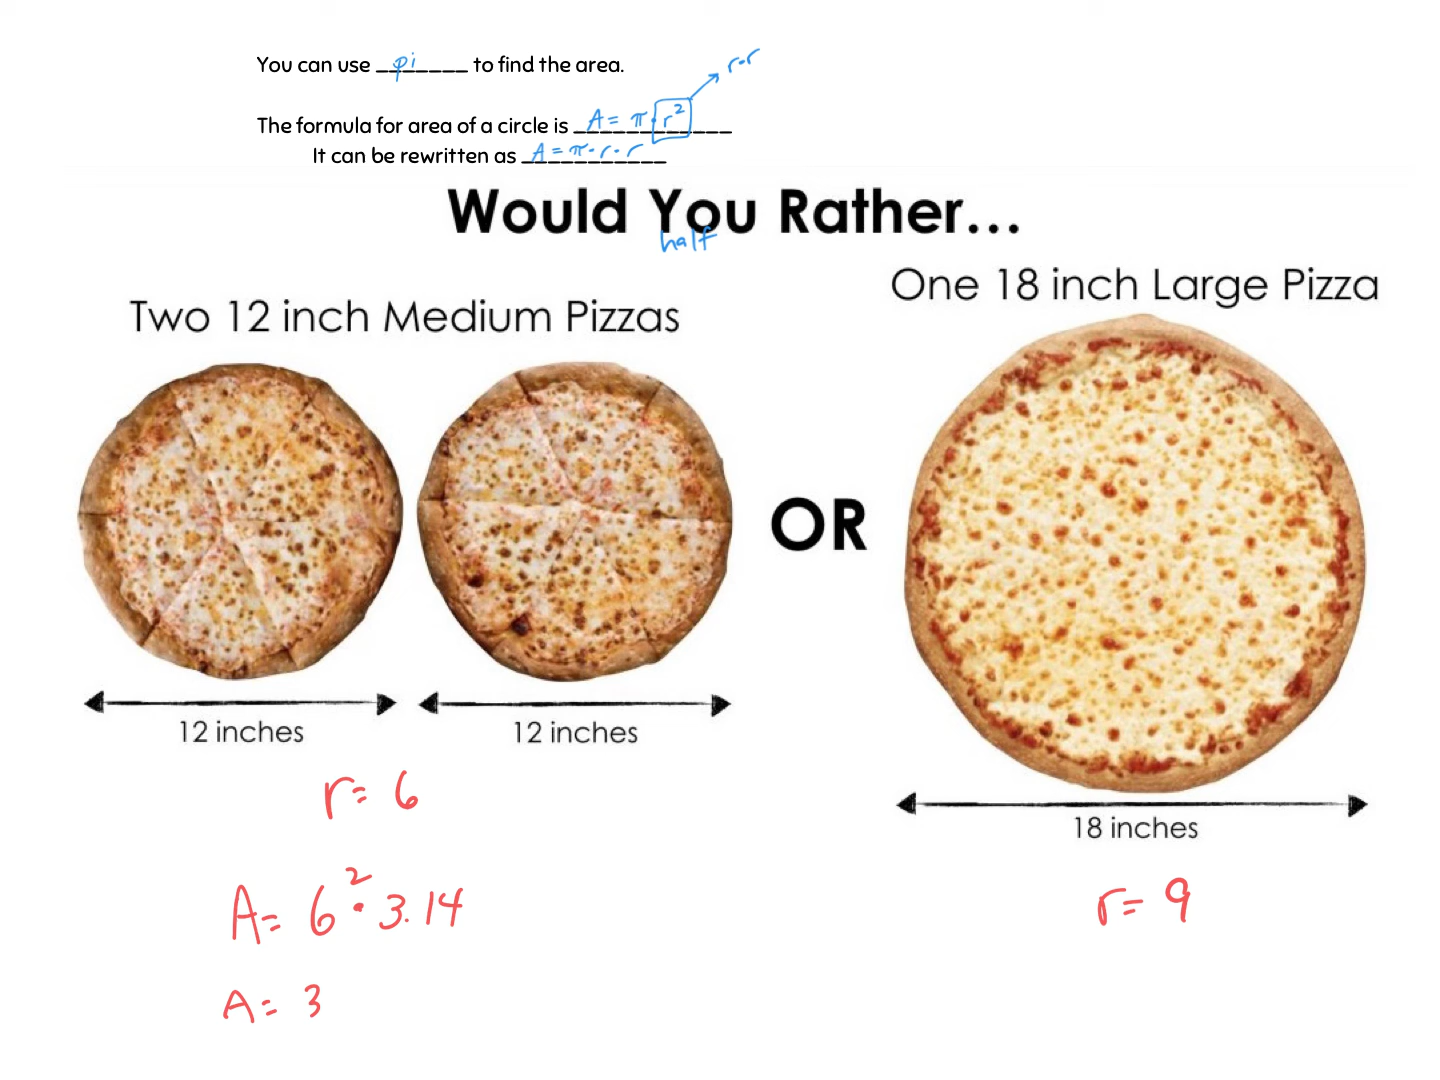 You can use pi to find the area.
r•r
The formula for area of a circle is A = π•r²
It can be rewritten as A = π•r•r
Would You Rather...
half
One 18 inch Large Pizza
Two 12 inch Medium Pizzas
OR
12 inches
12 inches
r= 6
18 inches
A= 6²•3.14
r= 9
A= 3